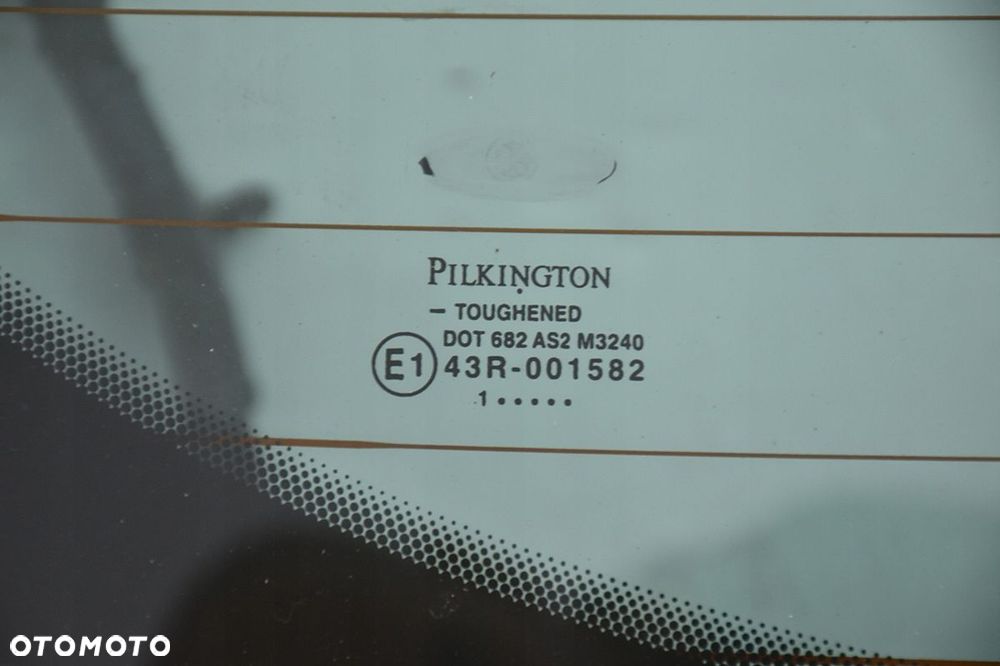 PILKINGTON
– TOUGHENED
DOT 682 AS2 M3240
E1 43R-001582
1 • • • • •
OTOMOTO